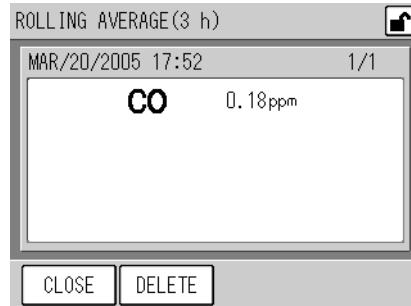 ROLLING AVERAGE(3 h)
MAR/20/2005 17:52 1/1
CO 0.18ppm
CLOSE DELETE